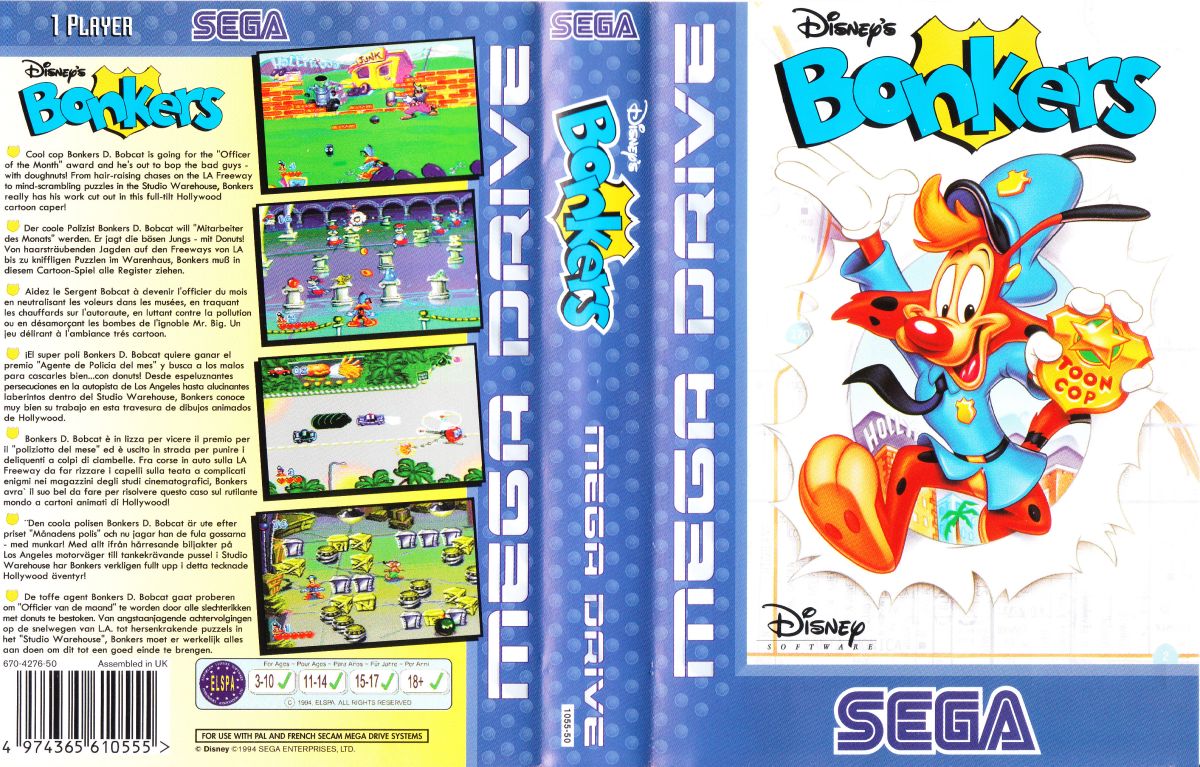 1 PLAYER
SEGA
DISNEY'S
Bonkers
Cool cop Bonkers D. Bobcat is going for the "Officer
of the Month" award and he's out to bop the bad guys -
with doughnuts! From hair-raising chases on the LA Freeway
to mind-scrambling puzzles in the Studio Warehouse, Bonkers
really has his work cut out in this full-tilt Hollywood
cartoon caper!
Der coole Polizist Bonkers D. Bobcat will "Mitarbeiter
des Monats" werden. Er jagt die bösen Jungs - mit Donuts!
Von haarsträubenden Jagden auf den Freeways von LA
bis zu kniffligen Puzzlen im Warenhaus, Bonkers muß in
diesem Cartoon-Spiel alle Register ziehen.
Aidez le Sergent Bobcat à devenir l'officier du mois
en neutralisant les voleurs dans les musées, en traquant
les chauffards sur l'autoraute, en luttant contre la pollution
ou en désamorçant les bombes de l'ignoble Mr. Big. Un
jeu délirant à l'ambiance trés cartoon.
¡El super poli Bonkers D. Bobcat quiere ganar el
premio "Agente de Policia del mes" y busca a los malos
para cascarles bien...con donuts! Desde espeluznantes
persecuciones en la autopista de Los Angeles hasta alucinantes
laberintos dentro del Studio Warehouse, Bonkers conoce
muy bien su trabajo en esta travesura de dibujos animados
de Hollywood.
Bonkers D. Bobcat è in lizza per vicere il premio per
il "poliziotto del mese" ed è uscito in strada per punire i
deliquenti a colpi di ciambelle. Fra corse in auto sulla LA
Freeway da far rizzare i capelli sulla teata a complicati
enigmi nei magazzini degli studi cinematografici, Bonkers
avra` il suo bel da fare per risolvere questo caso sul rutilante
mondo a cartoni animati di Hollywood!
¨Den coola polisen Bonkers D. Bobcat är ute efter
priset "Månadens polis" och nu jagar han de fula gossarna
- med munkar! Med allt ifrån hårresande biljakter på
Los Angeles motorväger till tankekrävande pussel i Studio
Warehouse har Bonkers verkligen fullt upp i detta tecknade
Hollywood äventyr!
De toffe agent Bonkers D. Bobcat gaat proberen
om "Officier van de maand" te worden door alle slechterikken
met donuts te bestoken. Van angstaanjagende achtervolgingen
op de snelwegen van L.A. tot hersenkrakende puzzels in
het "Studio Warehouse", Bonkers moet er werkelijk alles
aan doen om dit tot een goed einde te brengen.
670-4276-50 Assembled in UK
4 974365 610555 >
ELSPA
For Ages - Pour Ages - Para Años - Für Jahre - Per Anni
3-10 11-14 15-17 18+
© 1994, ELSPA. ALL RIGHTS RESERVED
FOR USE WITH PAL AND FRENCH SECAM MEGA DRIVE SYSTEMS
© Disney ©1994 SEGA ENTERPRISES, LTD.
JUNK
MEGA DRIVE
SEGA
DISNEY'S
Bonkers
MEGA DRIVE
1055-50
MEGA DRIVE
DISNEY'S
Bonkers
TOON
COP
HOLLY
DISNEY
SOFTWARE
SEGA